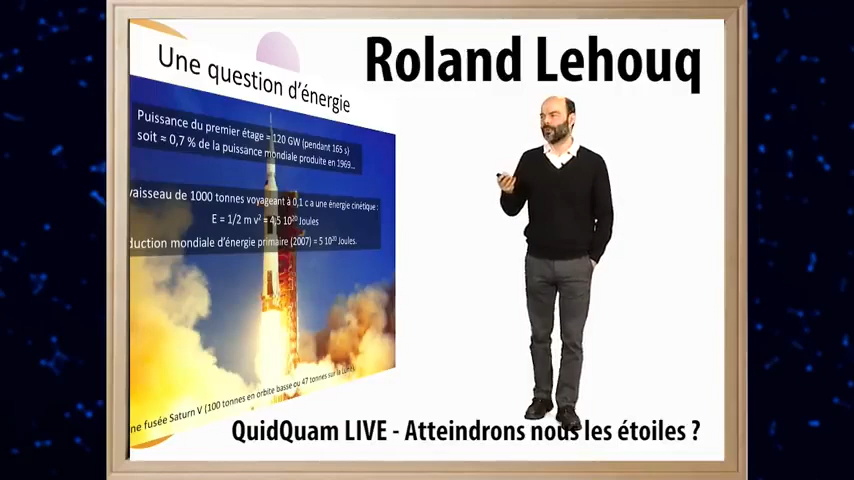 Roland Lehouq
Une question d'énergie
Puissance du premier étage = 120 GW (pendant 165 s)
soit ≈ 0,7 % de la puissance mondiale produite en 1969...
vaisseau de 1000 tonnes voyageant à 0,1 c a une énergie cinétique :
E = 1/2 m v² = 4,5 10²⁰ Joules
duction mondiale d'énergie primaire (2007) = 5 10²⁰ Joules.
ne fusée Saturn V (100 tonnes en orbite basse ou 47 tonnes sur la Lune).
QuidQuam LIVE - Atteindrons nous les étoiles ?